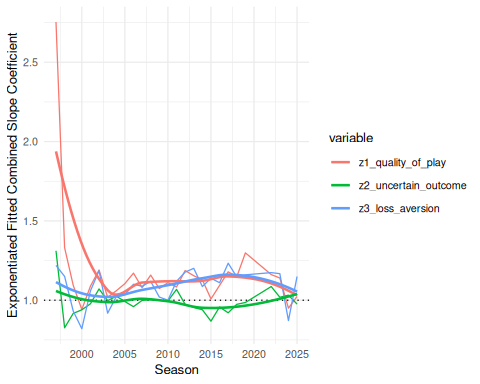 Exponentiated Fitted Combined Slope Coefficient
2.5
2.0
1.5
1.0
2000 2005 2010 2015 2020 2025
Season
variable
z1_quality_of_play
z2_uncertain_outcome
z3_loss_aversion